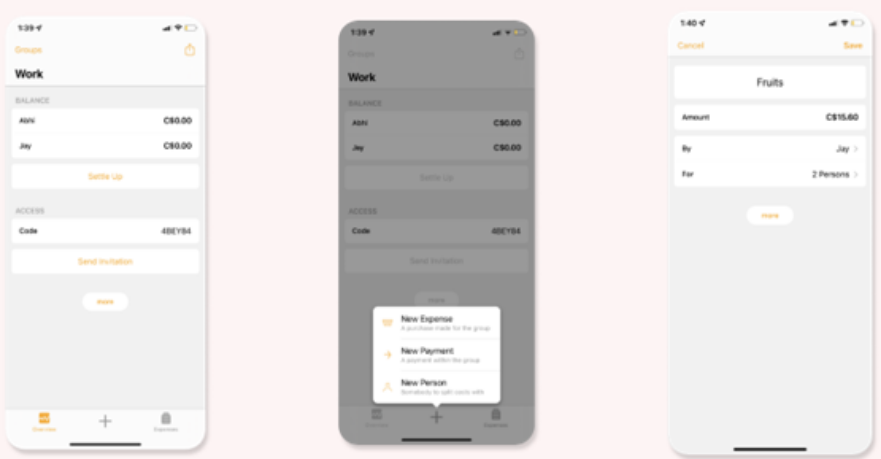 1:39
Groups
Work
BALANCE
Abhi C$0.00
Jay C$0.00
Settle Up
ACCESS
Code 4BEYB4
Send Invitation
more
Overview
Expenses
1:39
Groups
Work
BALANCE
Abhi C$0.00
Jay C$0.00
Settle Up
ACCESS
Code 4BEYB4
Send Invitation
more
New Expense
A purchase made for the group
New Payment
A payment within the group
New Person
Somebody to split costs with
Overview
Expenses
1:40
Cancel Save
Fruits
Amount C$15.60
By Jay
For 2 Persons
more